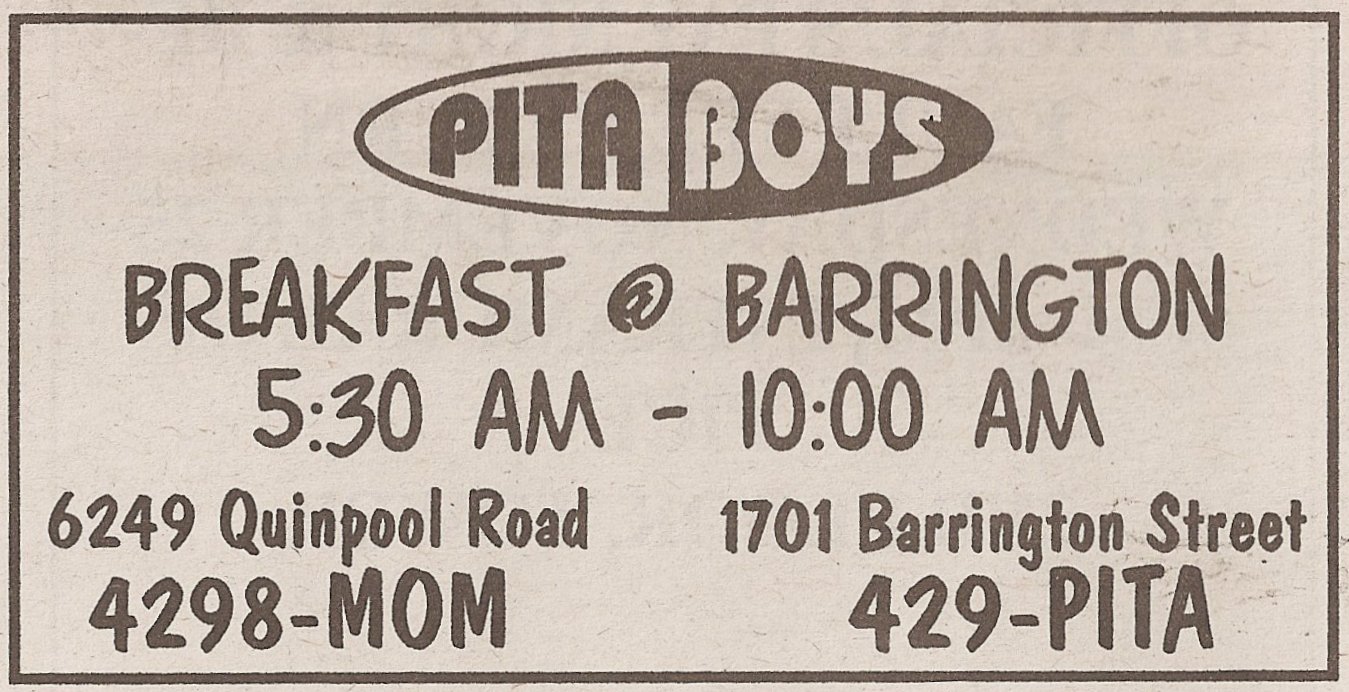 PITA BOYS
BREAKFAST @ BARRINGTON
5:30 AM - 10:00 AM
6249 Quinpool Road
4298-MOM
1701 Barrington Street
429-PITA